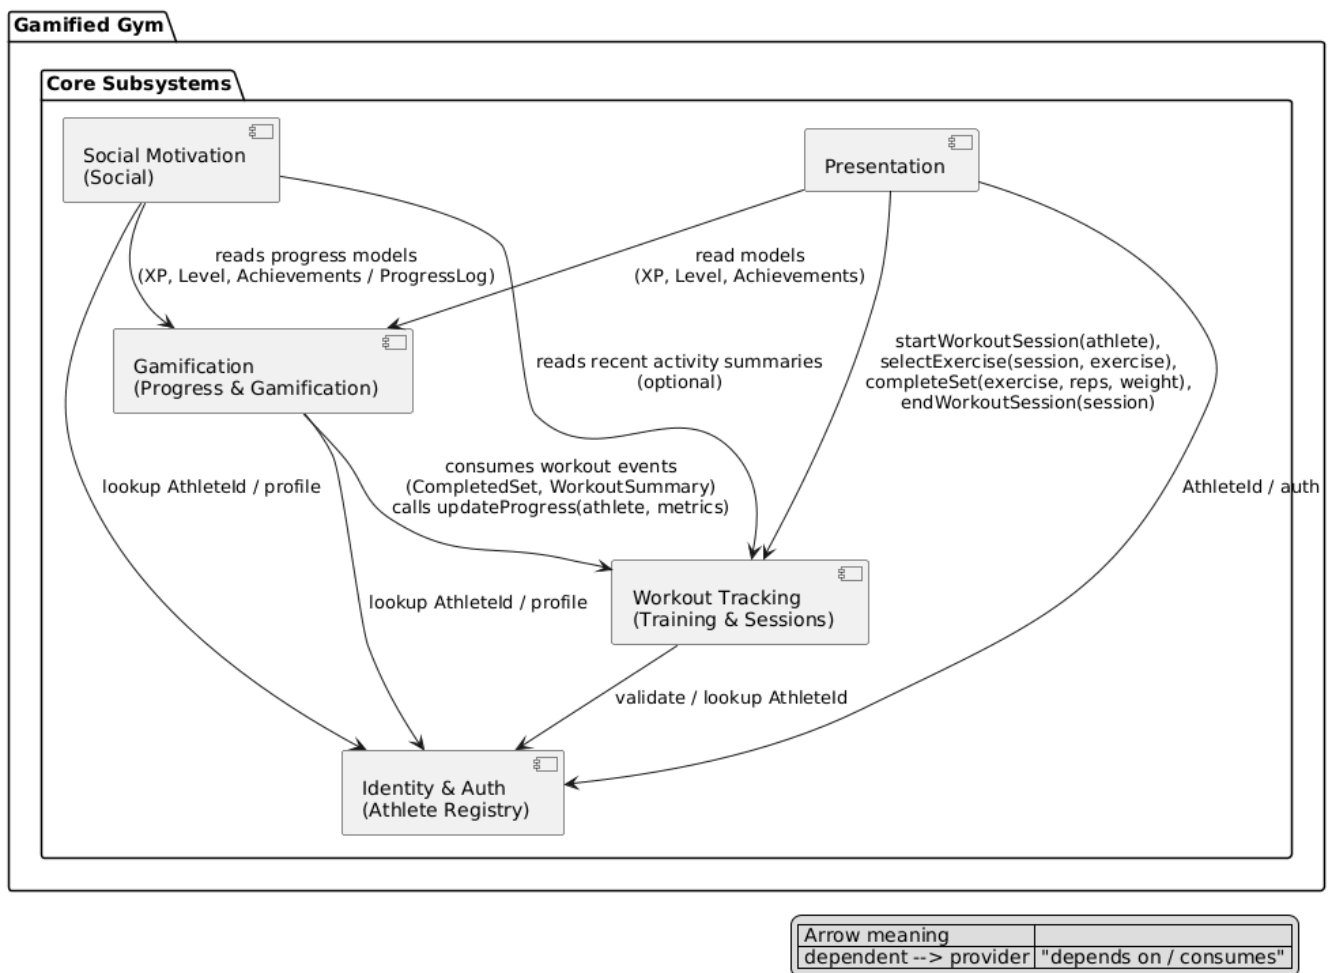 Gamified Gym
Core Subsystems
Social Motivation
(Social)
Presentation
reads progress models
(XP, Level, Achievements / ProgressLog)
read models
(XP, Level, Achievements)
Gamification
(Progress & Gamification)
reads recent activity summaries
(optional)
startWorkoutSession(athlete),
selectExercise(session, exercise),
completeSet(exercise, reps, weight),
endWorkoutSession(session)
lookup AthleteId / profile
consumes workout events
(CompletedSet, WorkoutSummary)
calls updateProgress(athlete, metrics)
AthleteId / auth
lookup AthleteId / profile
Workout Tracking
(Training & Sessions)
validate / lookup AthleteId
Identity & Auth
(Athlete Registry)
Arrow meaning
dependent --> provider "depends on / consumes"